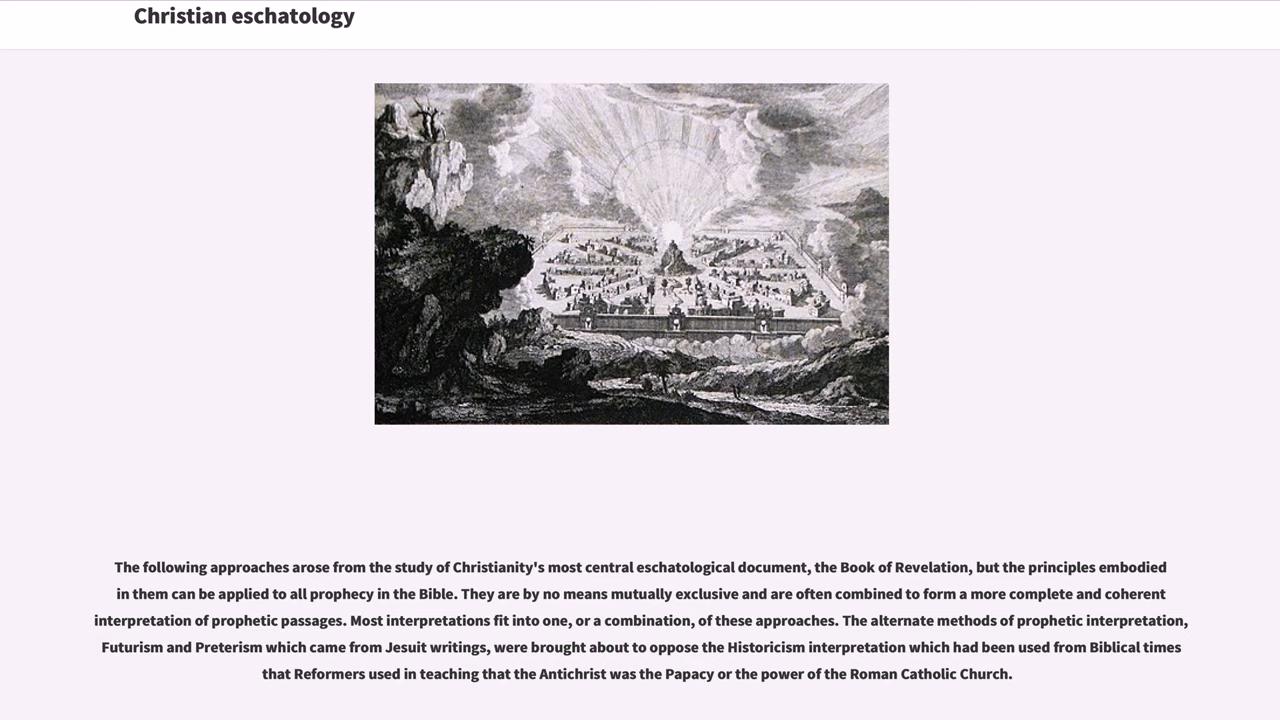 Christian eschatology
The following approaches arose from the study of Christianity's most central eschatological document, the Book of Revelation, but the principles embodied
in them can be applied to all prophecy in the Bible. They are by no means mutually exclusive and are often combined to form a more complete and coherent
interpretation of prophetic passages. Most interpretations fit into one, or a combination, of these approaches. The alternate methods of prophetic interpretation,
Futurism and Preterism which came from Jesuit writings, were brought about to oppose the Historicism interpretation which had been used from Biblical times
that Reformers used in teaching that the Antichrist was the Papacy or the power of the Roman Catholic Church.